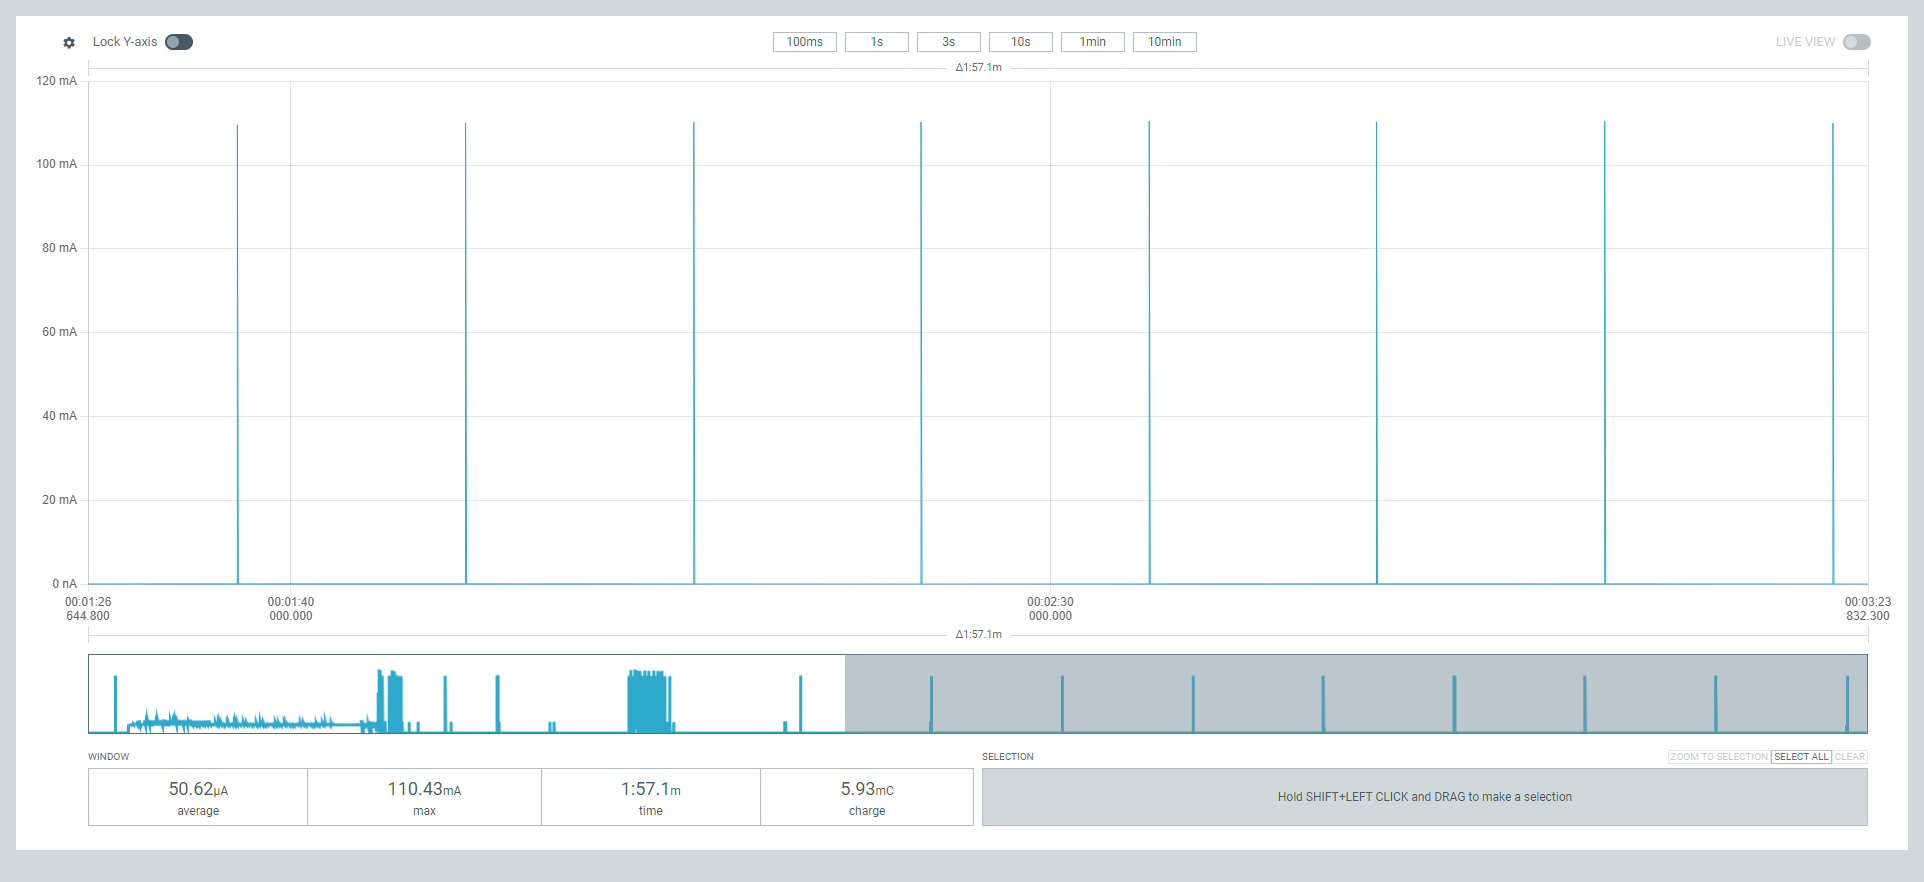 Lock Y-axis
100ms 1s 3s 10s 1min 10min
LIVE VIEW
Δ1:57.1m
120 mA
100 mA
80 mA
60 mA
40 mA
20 mA
0 nA
00:01:26 00:01:40 00:02:30 00:03:23
644.800 000.000 000.000 832.300
Δ1:57.1m
WINDOW
50.62μA 110.43mA 1:57.1m 5.93mC
average max time charge
SELECTION
ZOOM TO SELECTION SELECT ALL CLEAR
Hold SHIFT+LEFT CLICK and DRAG to make a selection